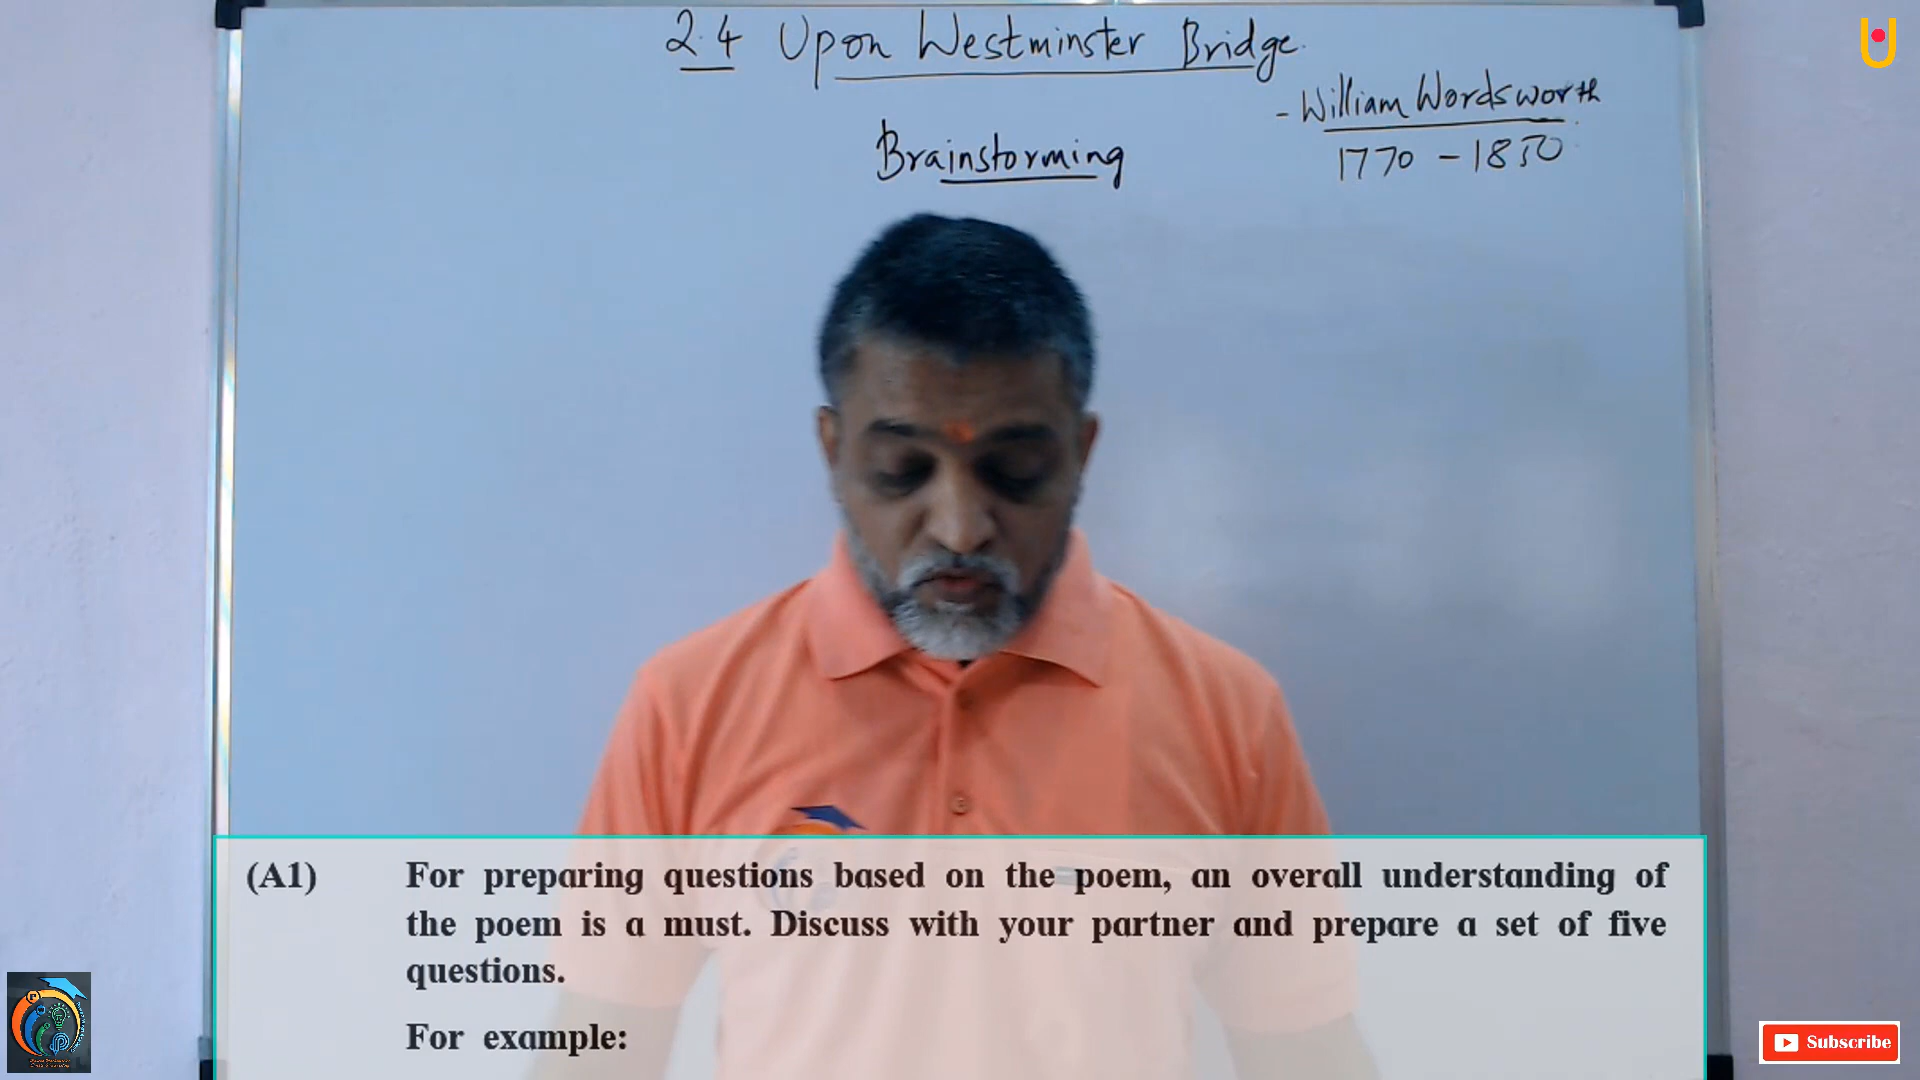 2.4 Upon Westminster Bridge.
- William Wordsworth
1770 - 1850
Brainstorming
(A1) For preparing questions based on the poem, an overall understanding of
the poem is a must. Discuss with your partner and prepare a set of five
questions.
For example:
Subscribe